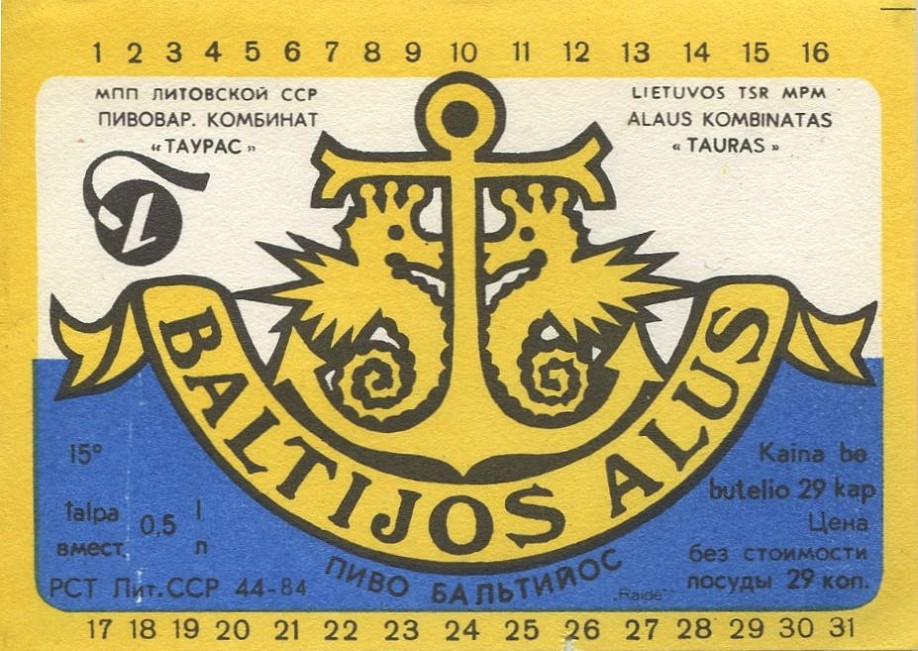 1 2 3 4 5 6 7 8 9 10 11 12 13 14 15 16
МПП ЛИТОВСКОЙ ССР
ПИВОВАР. КОМБИНАТ
«ТАУРАС»
LIETUVOS TSR MPM
ALAUS KOMBINATAS
«TAURAS»
BALTIJOS ALUS
15°
talpa 0,5 l
вмест. л
РСТ Лит.ССР 44-84
ПИВО БАЛЬТИЙОС
„Raidė”
Kaina be
butelio 29 kap
Цена
без стоимости
посуды 29 коп.
17 18 19 20 21 22 23 24 25 26 27 28 29 30 31